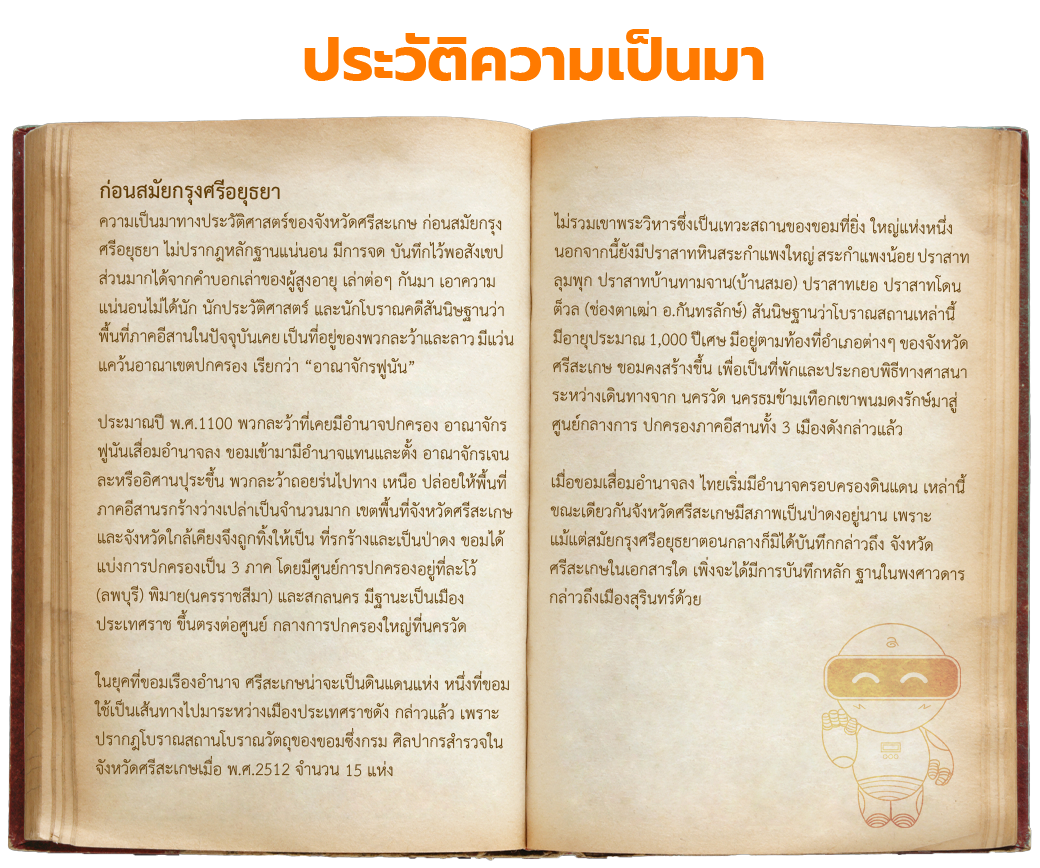 ประวัติความเป็นมา
ก่อนสมัยกรุงศรีอยุธยา
ความเป็นมาทางประวัติศาสตร์ของจังหวัดศรีสะเกษ ก่อนสมัยกรุง
ศรีอยุธยา ไม่ปรากฎหลักฐานแน่นอน มีการจด บันทึกไว้พอสังเขป
ส่วนมากได้จากคำบอกเล่าของผู้สูงอายุ เล่าต่อๆ กันมา เอาความ
แน่นอนไม่ได้นัก นักประวัติศาสตร์ และนักโบราณคดีสันนิษฐานว่า
พื้นที่ภาคอีสานในปัจจุบันเคย เป็นที่อยู่ของพวกละว้าและลาว มีแว่น
แคว้นอาณาเขตปกครอง เรียกว่า “อาณาจักรฟูนัน”
ประมาณปี พ.ศ.1100 พวกละว้าที่เคยมีอำนาจปกครอง อาณาจักร
ฟูนันเสื่อมอำนาจลง ขอมเข้ามามีอำนาจแทนและตั้ง อาณาจักรเจน
ละหรืออิศานปุระขึ้น พวกละว้าถอยร่นไปทาง เหนือ ปล่อยให้พื้นที่
ภาคอีสานรกร้างว่างเปล่าเป็นจำนวนมาก เขตพื้นที่จังหวัดศรีสะเกษ
และจังหวัดใกล้เคียงจึงถูกทิ้งให้เป็น ที่รกร้างและเป็นป่าดง ขอมได้
แบ่งการปกครองเป็น 3 ภาค โดยมีศูนย์การปกครองอยู่ที่ละโว้
(ลพบุรี) พิมาย(นครราชสีมา) และสกลนคร มีฐานะเป็นเมือง
ประเทศราช ขึ้นตรงต่อศูนย์ กลางการปกครองใหญ่ที่นครวัด
ในยุคที่ขอมเรืองอำนาจ ศรีสะเกษน่าจะเป็นดินแดนแห่ง หนึ่งที่ขอม
ใช้เป็นเส้นทางไปมาระหว่างเมืองประเทศราชดัง กล่าวแล้ว เพราะ
ปรากฎโบราณสถานโบราณวัตถุของขอมซึ่งกรม ศิลปากรสำรวจใน
จังหวัดศรีสะเกษเมื่อ พ.ศ.2512 จำนวน 15 แห่ง
ไม่รวมเขาพระวิหารซึ่งเป็นเทวะสถานของขอมที่ยิ่ง ใหญ่แห่งหนึ่ง
นอกจากนี้ยังมีปราสาทหินสระกำแพงใหญ่ สระกำแพงน้อย ปราสาท
ลุมพุก ปราสาทบ้านทามจาน(บ้านสมอ) ปราสาทเยอ ปราสาทโดน
ต็วล (ช่องตาเฒ่า อ.กันทรลักษ์) สันนิษฐานว่าโบราณสถานเหล่านี้
มีอายุประมาณ 1,000 ปีเศษ มีอยู่ตามท้องที่อำเภอต่างๆ ของจังหวัด
ศรีสะเกษ ขอมคงสร้างขึ้น เพื่อเป็นที่พักและประกอบพิธีทางศาสนา
ระหว่างเดินทางจาก นครวัด นครธมข้ามเทือกเขาพนมดงรักษ์มาสู่
ศูนย์กลางการ ปกครองภาคอีสานทั้ง 3 เมืองดังกล่าวแล้ว
เมื่อขอมเสื่อมอำนาจลง ไทยเริ่มมีอำนาจครอบครองดินแดน เหล่านี้
ขณะเดียวกันจังหวัดศรีสะเกษมีสภาพเป็นป่าดงอยู่นาน เพราะ
แม้แต่สมัยกรุงศรีอยุธยาตอนกลางก็มิได้บันทึกกล่าวถึง จังหวัด
ศรีสะเกษในเอกสารใด เพิ่งจะได้มีการบันทึกหลัก ฐานในพงศาวดาร
กล่าวถึงเมืองสุรินทร์ด้วย